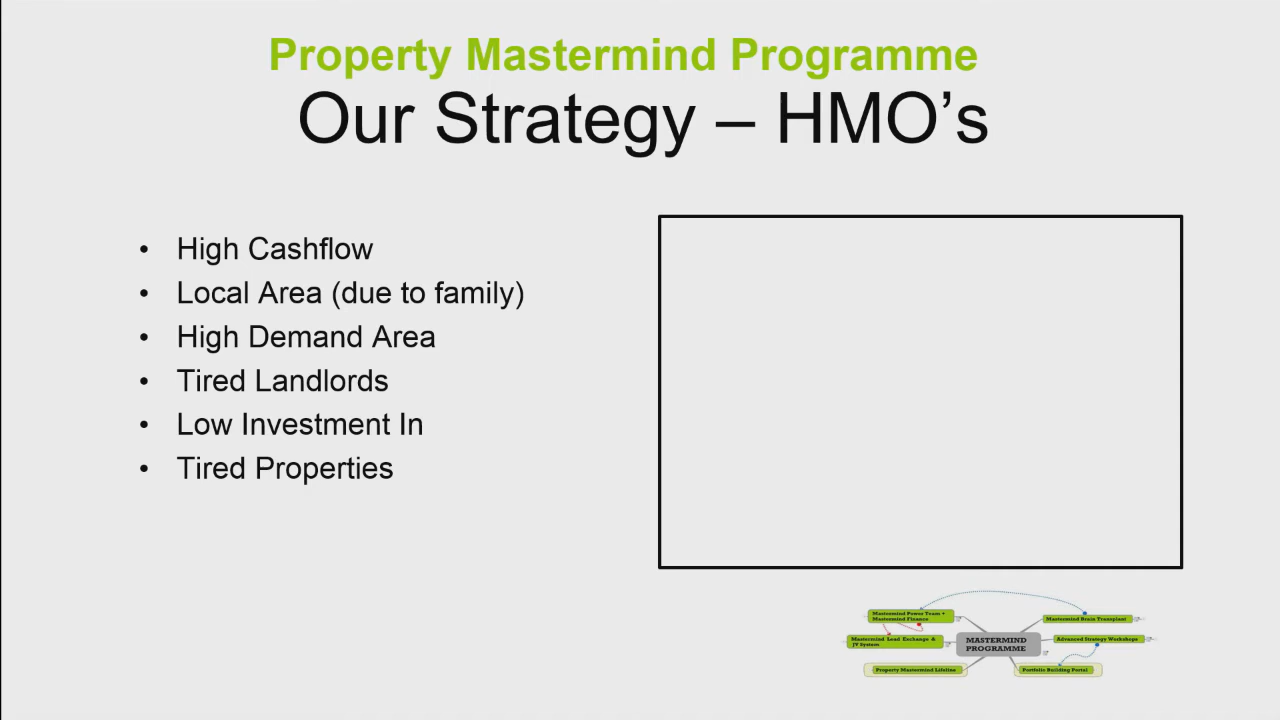 Property Mastermind Programme
Our Strategy – HMO’s
• High Cashflow
• Local Area (due to family)
• High Demand Area
• Tired Landlords
• Low Investment In
• Tired Properties
Mastermind Power Team +
Mastermind Finance
Mastermind Brain Transplant
Mastermind Lead Exchange &
JV System
MASTERMIND
PROGRAMME
Advanced Strategy Workshops
Property Mastermind Lifeline
Portfolio Building Portal